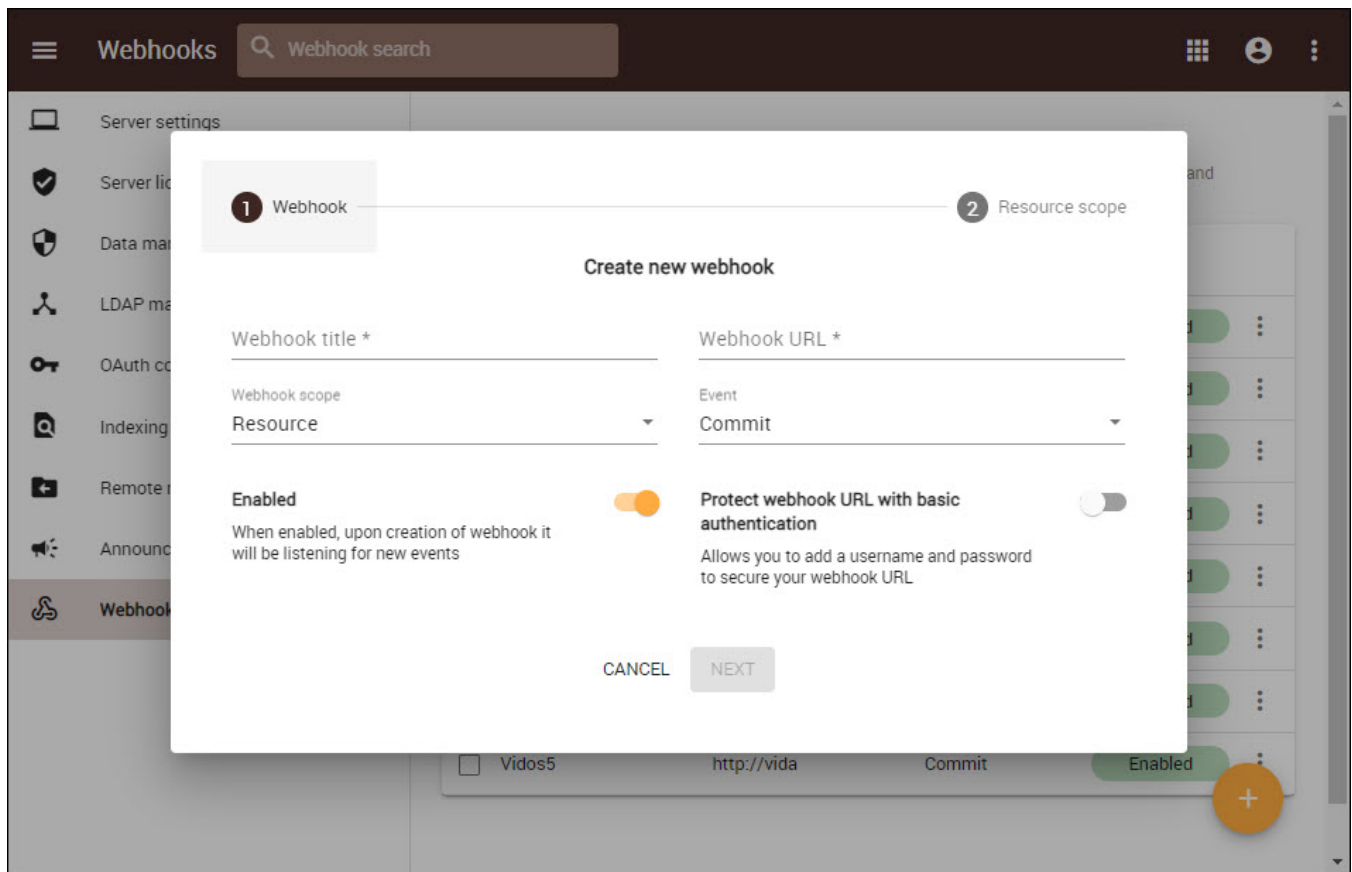 Webhooks
Webhook search
Server settings
Server lic
and
Data mar
LDAP ma
OAuth co
Indexing
Remote r
Announc
Webhook
1 Webhook
2 Resource scope
Create new webhook
Webhook title *
Webhook URL *
Webhook scope
Event
Resource
Commit
Enabled
When enabled, upon creation of webhook it
will be listening for new events
Protect webhook URL with basic
authentication
Allows you to add a username and password
to secure your webhook URL
CANCEL
NEXT
Vidos5
http://vida
Commit
Enabled
+